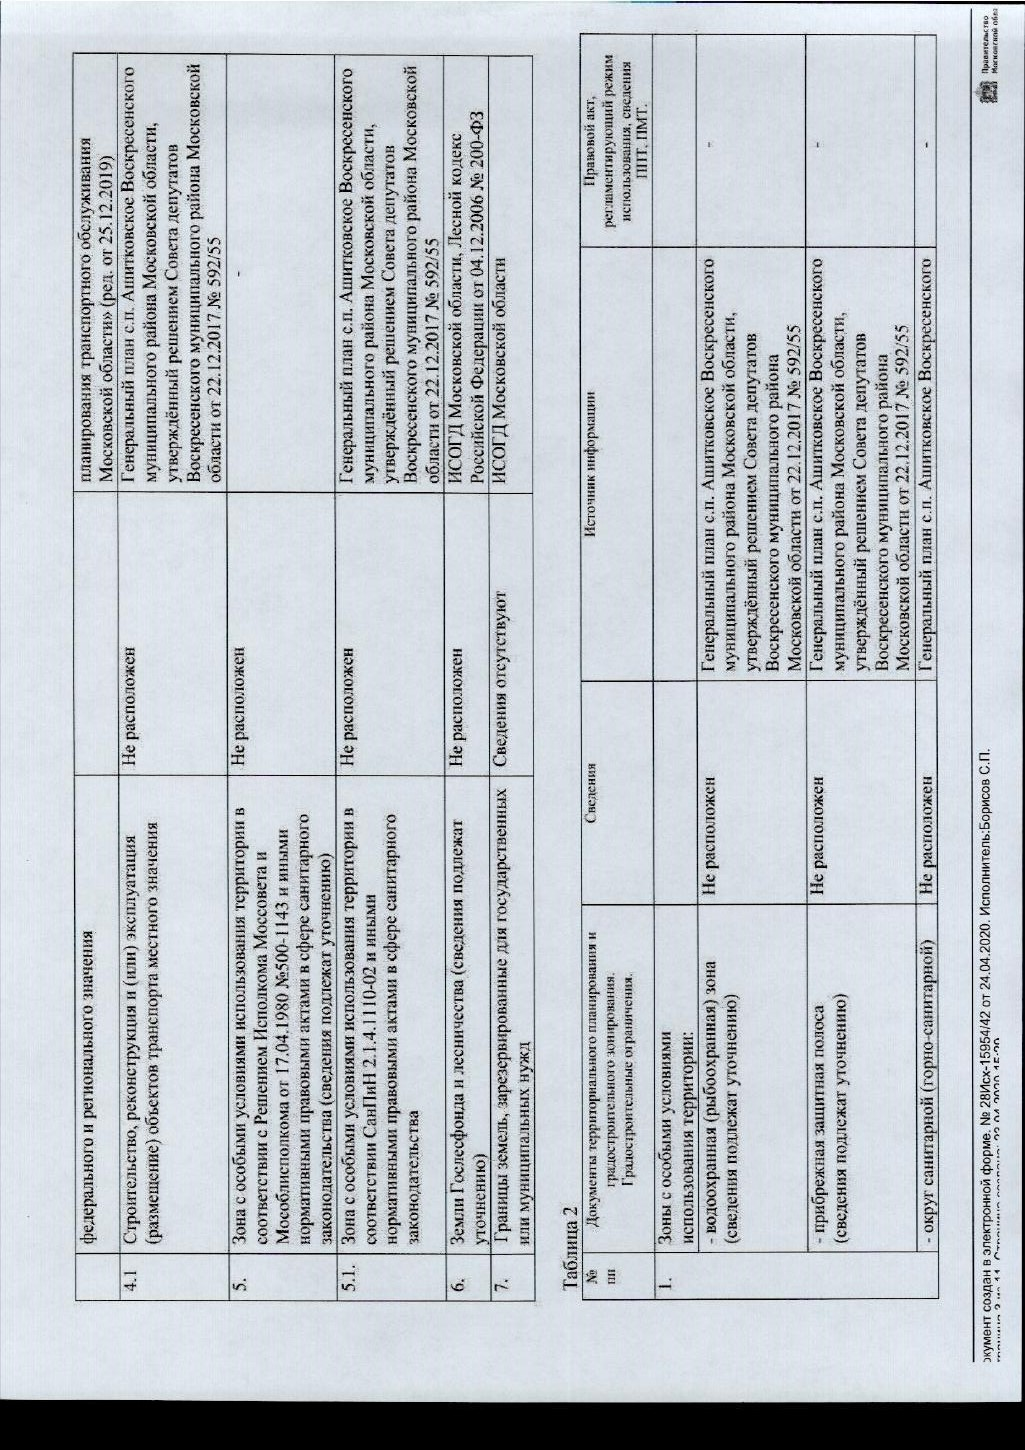 федерального и регионального значения
планирования транспортного обслуживания
Московской области» (ред. от 25.12.2019)
4.1
Строительство, реконструкция и (или) эксплуатация
(размещение) объектов транспорта местного значения
Не расположен
Генеральный план с.п. Ашитковское Воскресенского
муниципального района Московской области,
утверждённый решением Совета депутатов
Воскресенского муниципального района Московской
области от 22.12.2017 № 592/55
5.
Зона с особыми условиями использования территории в
соответствии с Решением Исполкома Моссовета и
Мособлисполкома от 17.04.1980 №500-1143 и иными
нормативными правовыми актами в сфере санитарного
законодательства (сведения подлежат уточнению)
Не расположен
-
5.1.
Зона с особыми условиями использования территории в
соответствии СанПиН 2.1.4.1110-02 и иными
нормативными правовыми актами в сфере санитарного
законодательства
Не расположен
Генеральный план с.п. Ашитковское Воскресенского
муниципального района Московской области,
утверждённый решением Совета депутатов
Воскресенского муниципального района Московской
области от 22.12.2017 № 592/55
6.
Земли Гослесфонда и лесничества (сведения подлежат
уточнению)
Не расположен
ИСОГД Московской области, Лесной кодекс
Российской Федерации от 04.12.2006 № 200-ФЗ
7.
Границы земель, зарезервированные для государственных
или муниципальных нужд
Сведения отсутствуют
ИСОГД Московской области
Таблица 2
№
пп
Документы территориального планирования и
градостроительного зонирования.
Градостроительные ограничения.
Сведения
Источник информации
Правовой акт,
регламентирующий режим
использования, сведения
ППТ, ПМТ.
1.
Зоны с особыми условиями
использования территории:
- водоохранная (рыбоохранная) зона
(сведения подлежат уточнению)
Не расположен
Генеральный план с.п. Ашитковское Воскресенского
муниципального района Московской области,
утверждённый решением Совета депутатов
Воскресенского муниципального района
Московской области от 22.12.2017 № 592/55
-
- прибрежная защитная полоса
(сведения подлежат уточнению)
Не расположен
Генеральный план с.п. Ашитковское Воскресенского
муниципального района Московской области,
утверждённый решением Совета депутатов
Воскресенского муниципального района
Московской области от 22.12.2017 № 592/55
-
- округ санитарной (горно-санитарной)
Не расположен
Генеральный план с.п. Ашитковское Воскресенского
-
окумент создан в электронной форме. № 28Исх-15954/42 от 24.04.2020. Исполнитель:Борисов С.П.
Правительство
Московской обла